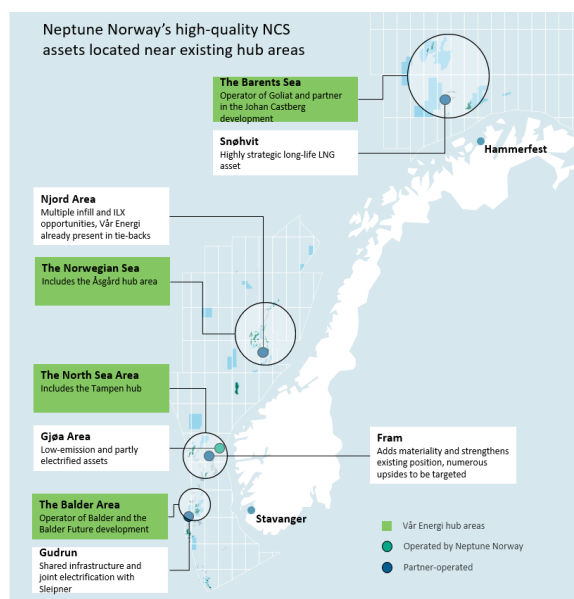 Neptune Norway's high-quality NCS
assets located near existing hub areas
The Barents Sea
Operator of Goliat and partner
in the Johan Castberg
development
Snøhvit
Highly strategic long-life LNG
asset
Hammerfest
Njord Area
Multiple infill and ILX
opportunities, Vår Energi
already present in tie-backs
The Norwegian Sea
Includes the Åsgård hub area
The North Sea Area
Includes the Tampen hub
Gjøa Area
Low-emission and partly
electrified assets
Fram
Adds materiality and strengthens
existing position, numerous
upsides to be targeted
The Balder Area
Operator of Balder and the
Balder Future development
Gudrun
Shared infrastructure and
joint electrification with
Sleipner
Stavanger
Vår Energi hub areas
Operated by Neptune Norway
Partner-operated